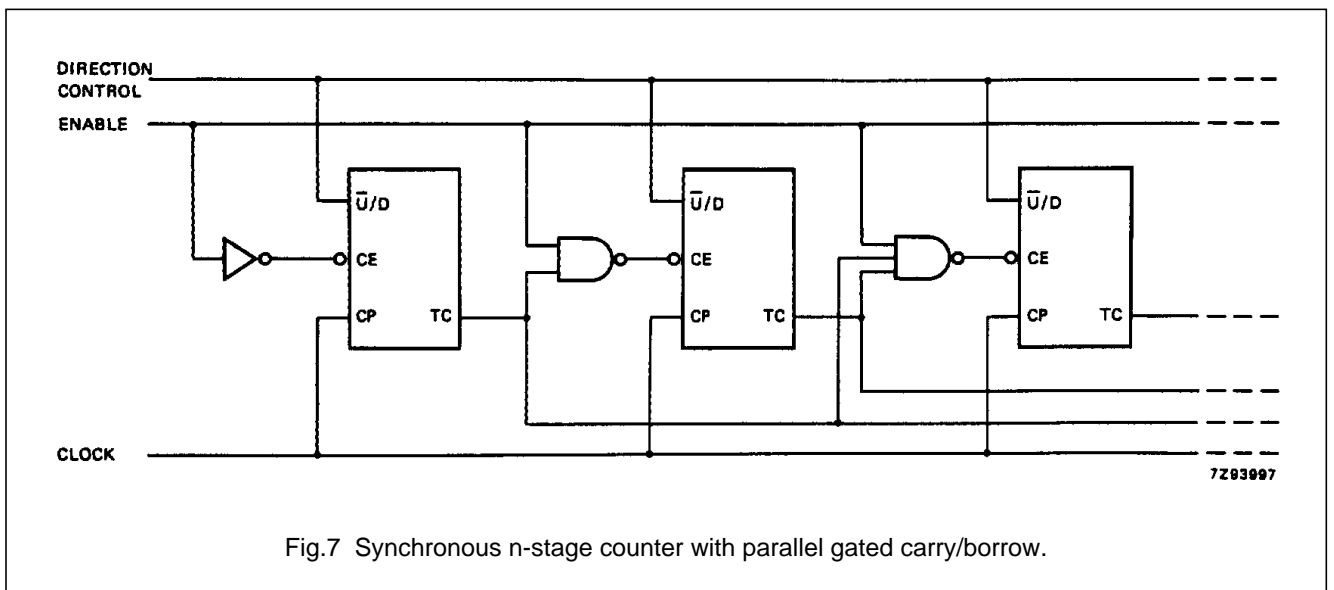 DIRECTION
CONTROL
ENABLE
U̅/D
CE
CP TC
U̅/D
CE
CP TC
U̅/D
CE
CP TC
CLOCK
7Z93997
Fig.7 Synchronous n-stage counter with parallel gated carry/borrow.